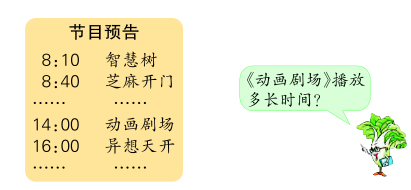 节目预告
8:10 智慧树
8:40 芝麻开门
…… ……
14:00 动画剧场
16:00 异想天开
…… ……
《动画剧场》播放
多长时间?